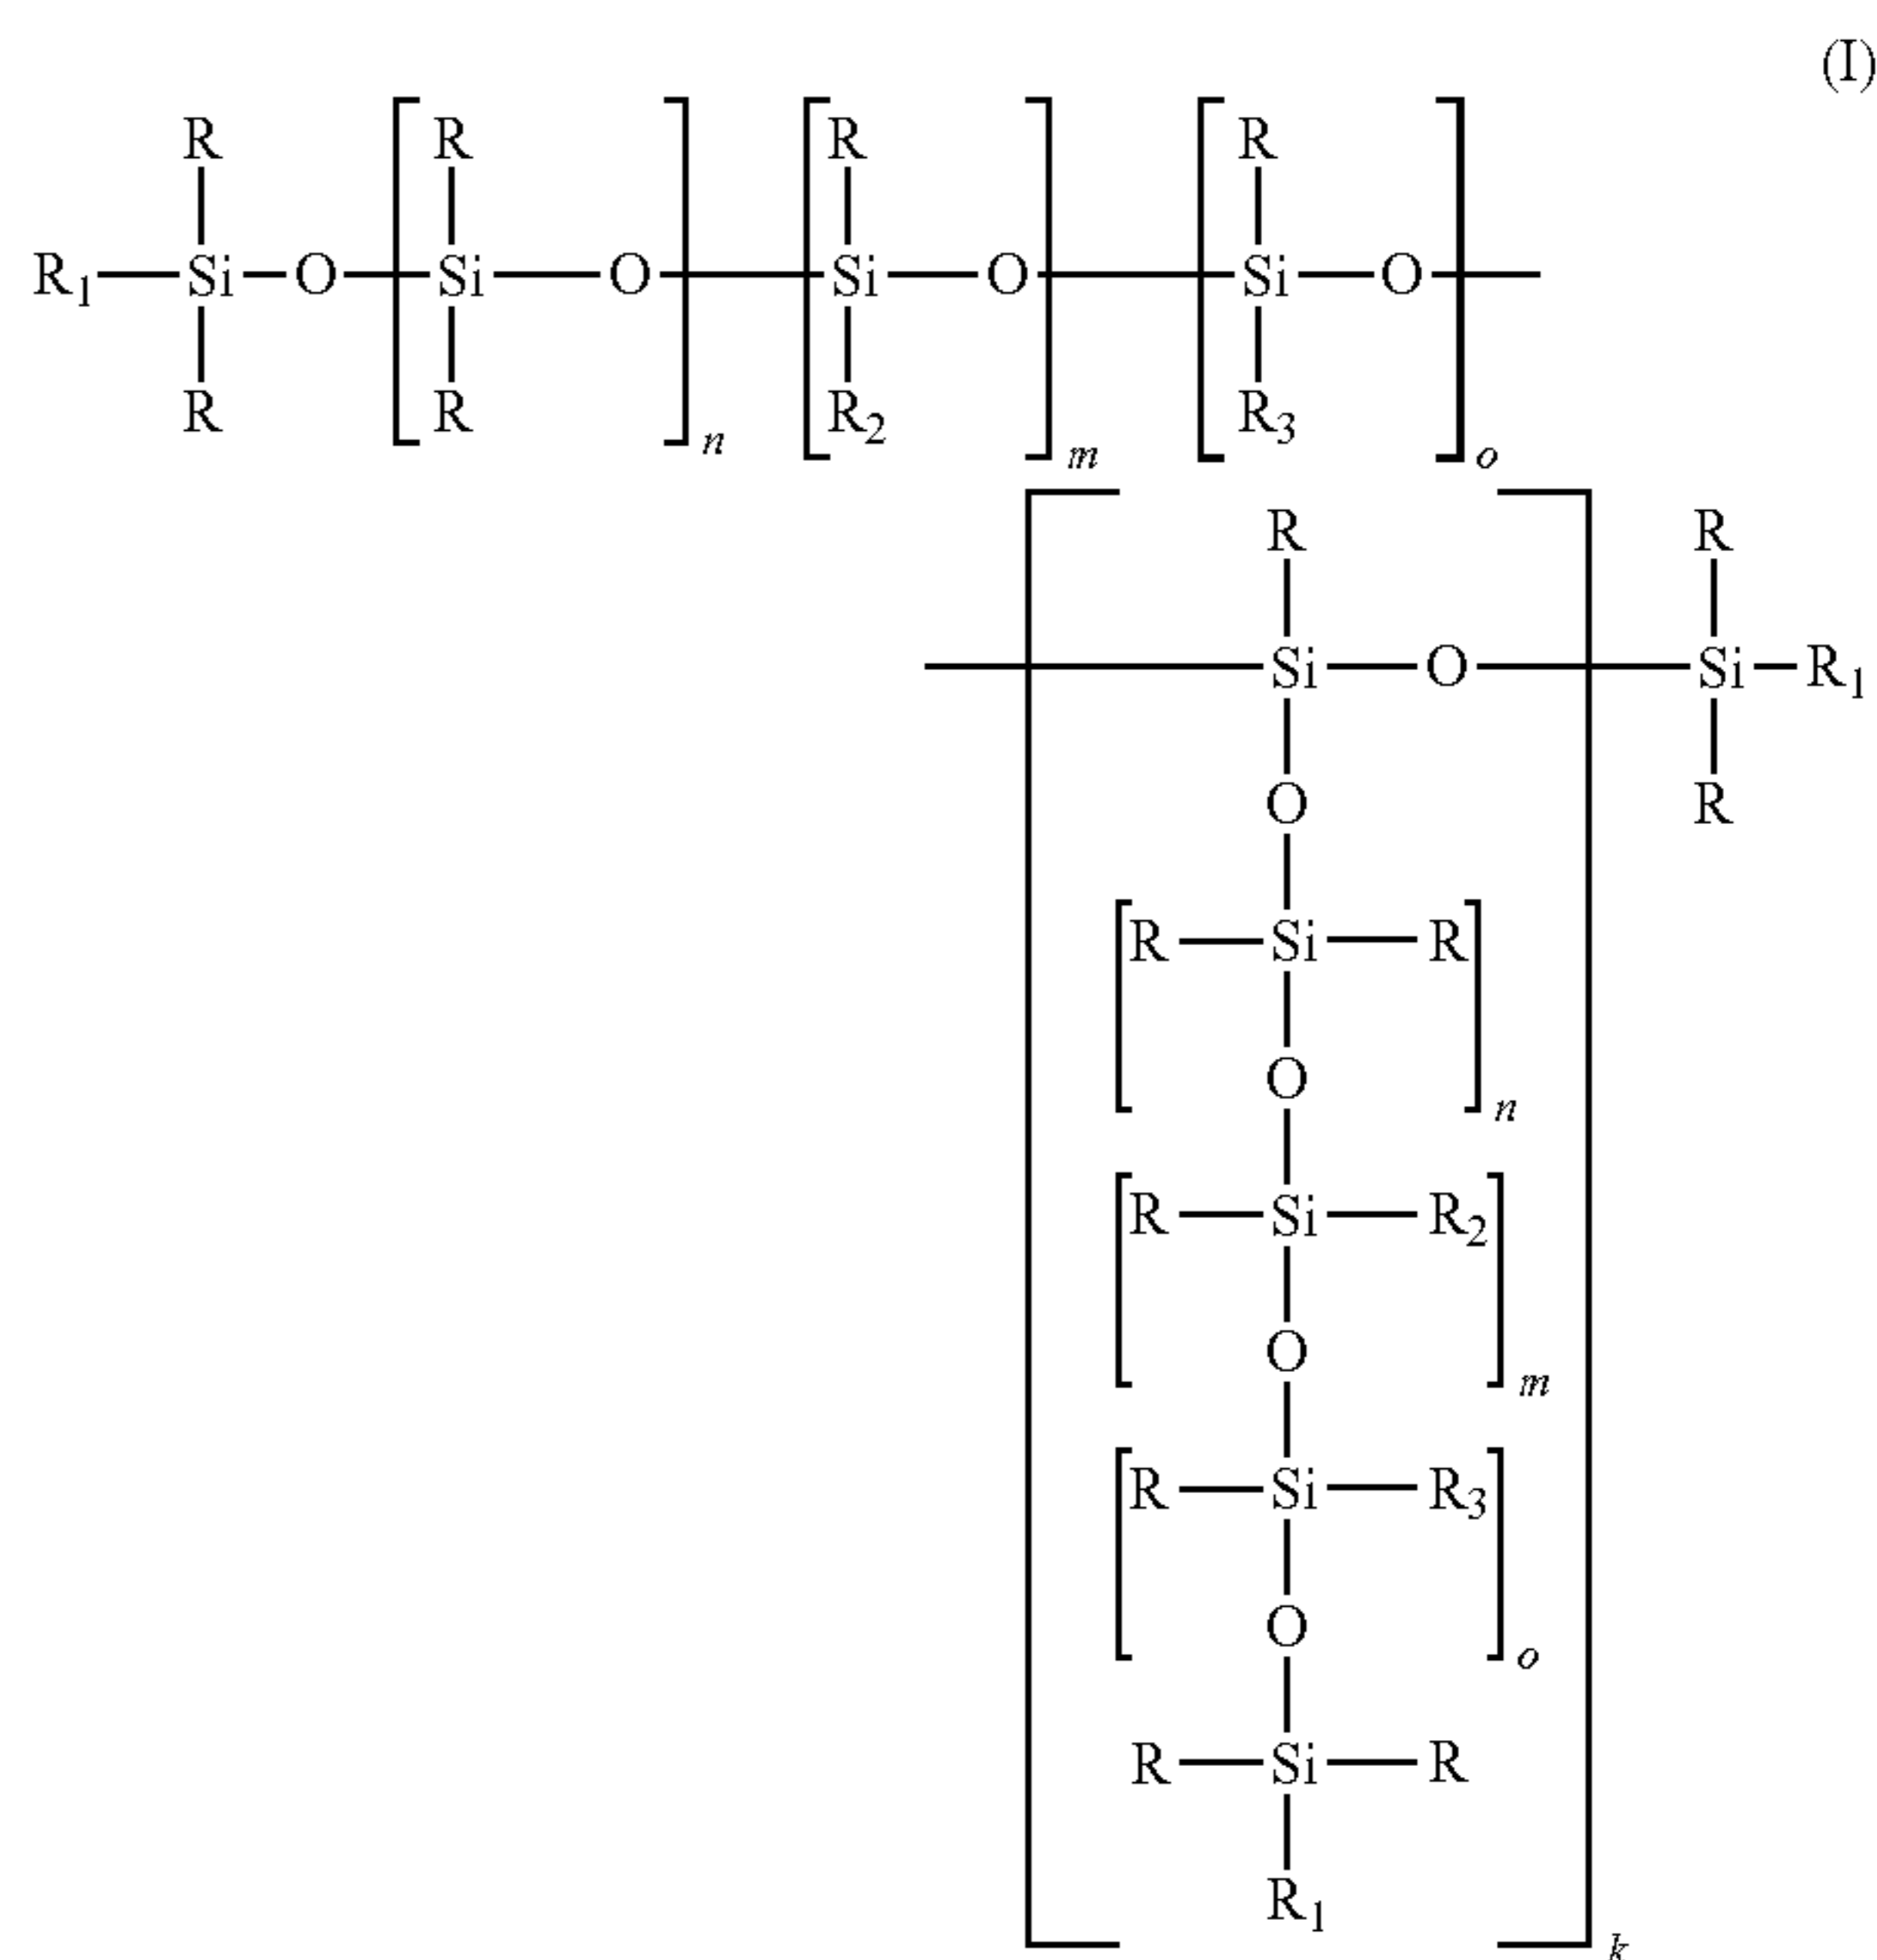 (I)
R R R R
R1 Si O Si O Si O Si O
R R R2 R3
n m o
R R
Si O Si R1
O R
R Si R
O
n
R Si R2
O
m
R Si R3
O
o
R Si R
R1
k